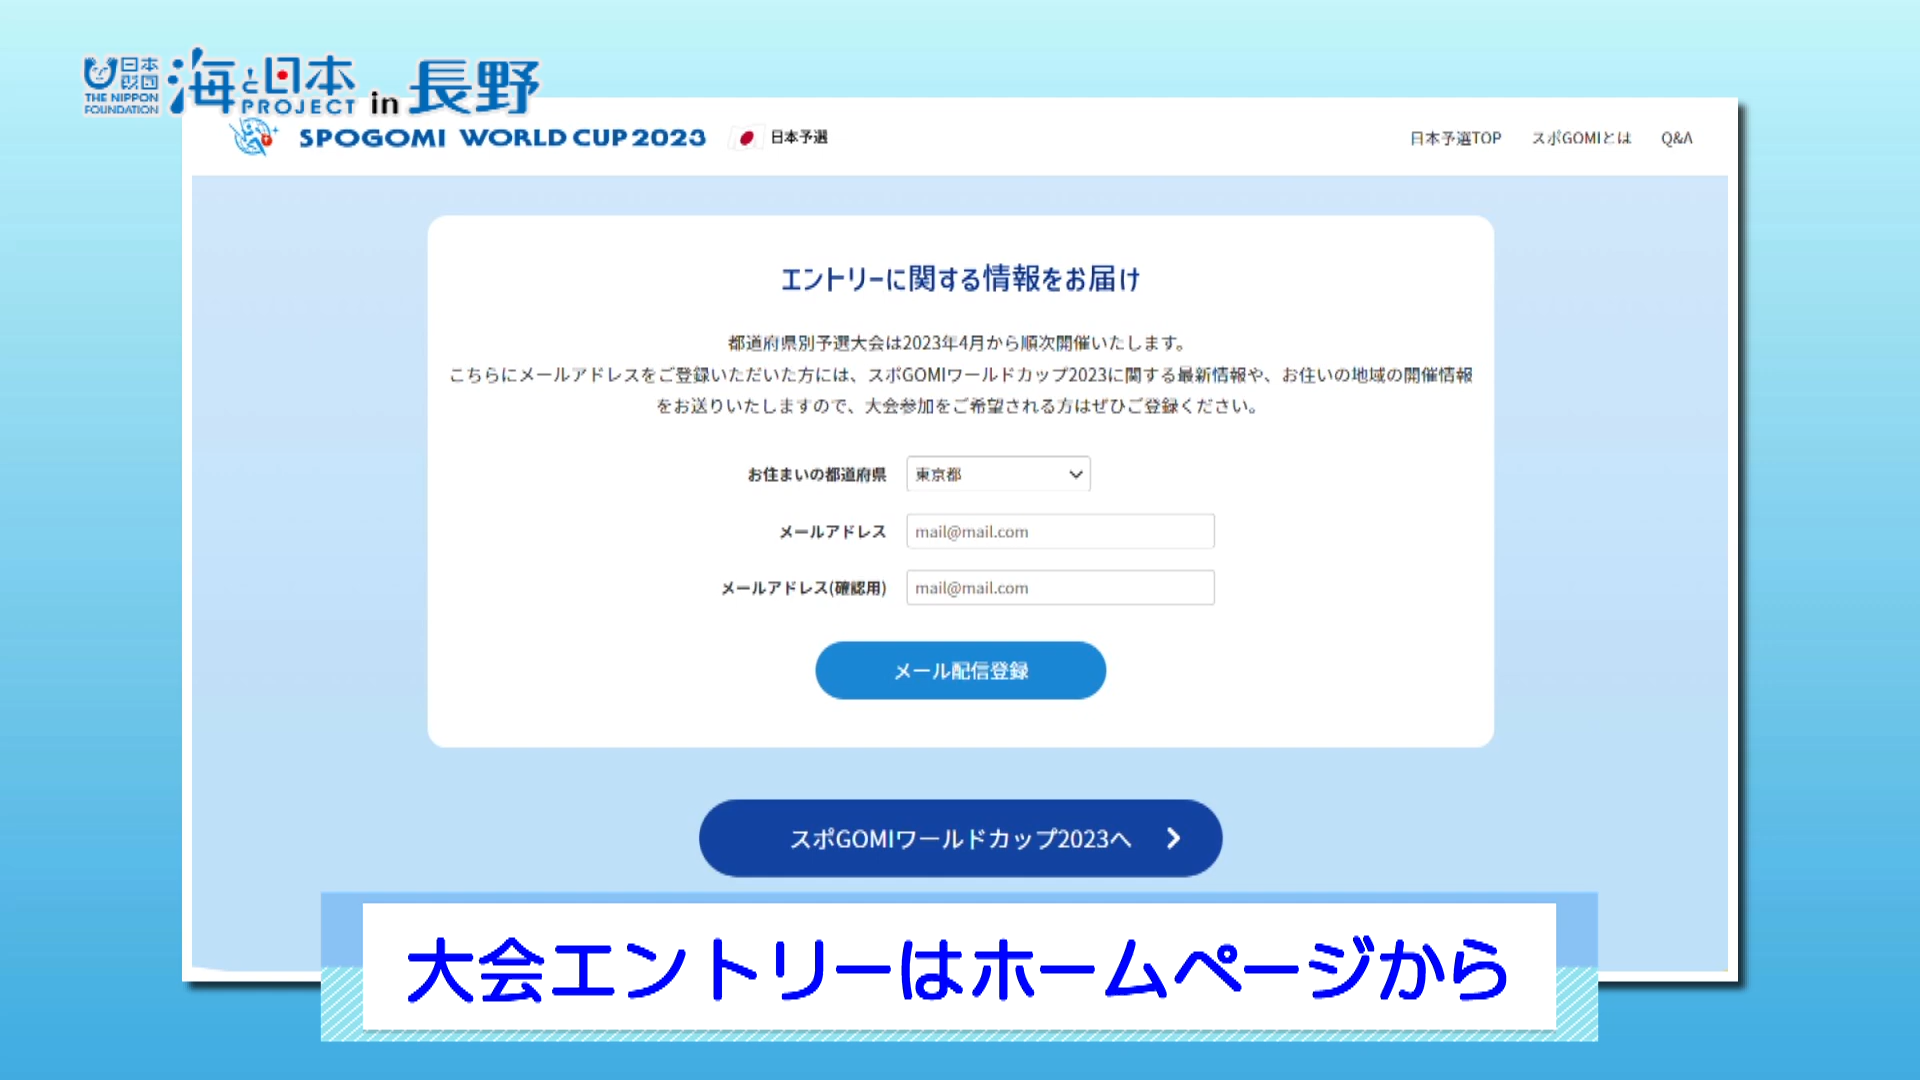 日本
財団
THE NIPPON
FOUNDATION
海と日本
PROJECT in 長野
SPOGOMI WORLD CUP 2023 日本予選
日本予選TOP スポGOMIとは Q&A
エントリーに関する情報をお届け
都道府県別予選大会は2023年4月から順次開催いたします。
こちらにメールアドレスをご登録いただいた方には、スポGOMIワールドカップ2023に関する最新情報や、お住いの地域の開催情報
をお送りいたしますので、大会参加をご希望される方はぜひご登録ください。
お住まいの都道府県 東京都
メールアドレス mail@mail.com
メールアドレス(確認用) mail@mail.com
メール配信登録
スポGOMIワールドカップ2023へ
大会エントリーはホームページから